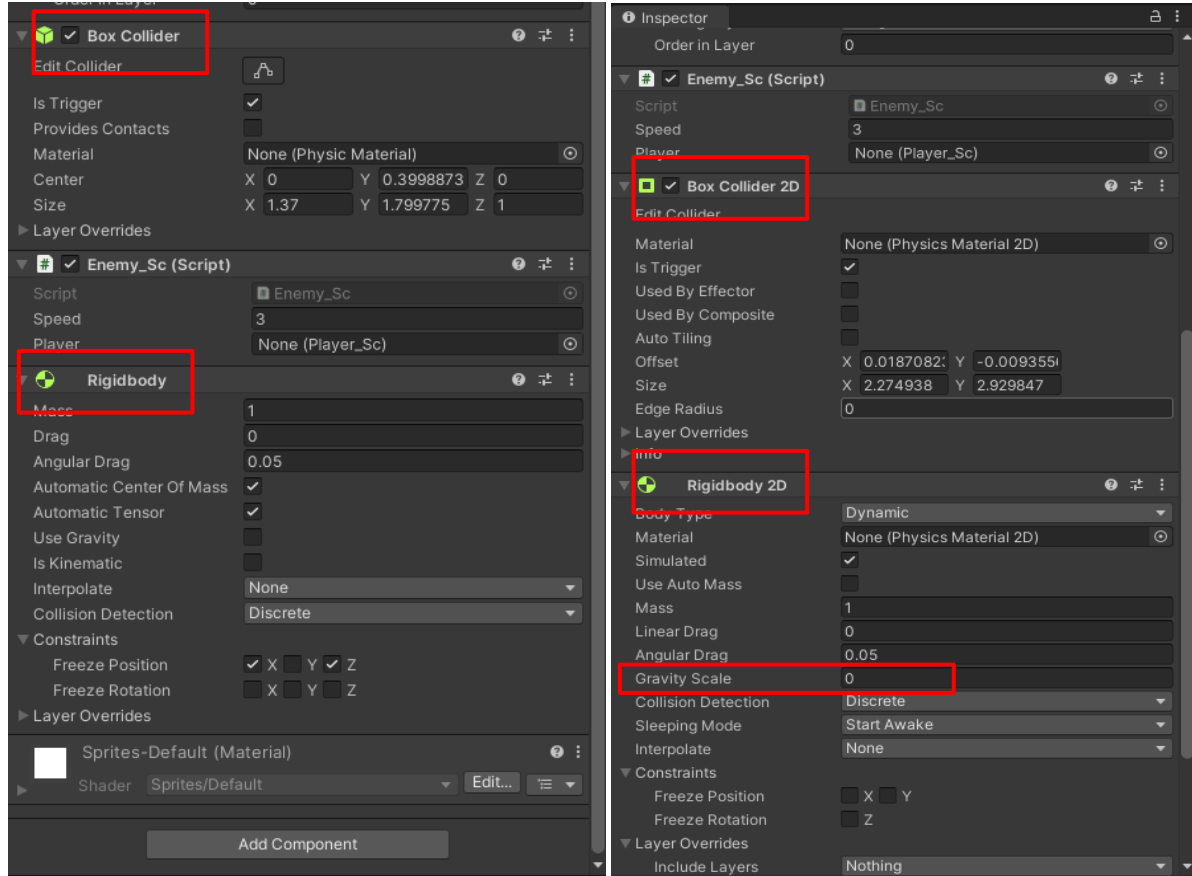 Order in Layer
Box Collider
Edit Collider
Is Trigger
Provides Contacts
Material None (Physic Material)
Center X 0 Y 0.3998873 Z 0
Size X 1.37 Y 1.799775 Z 1
Layer Overrides
# Enemy_Sc (Script)
Script # Enemy_Sc
Speed 3
Player None (Player_Sc)
Rigidbody
Mass 1
Drag 0
Angular Drag 0.05
Automatic Center Of Mass
Automatic Tensor
Use Gravity
Is Kinematic
Interpolate None
Collision Detection Discrete
Constraints
Freeze Position X Y Z
Freeze Rotation X Y Z
Layer Overrides
Sprites-Default (Material)
Shader Sprites/Default Edit...
Add Component
Inspector
Order in Layer 0
# Enemy_Sc (Script)
Script Enemy_Sc
Speed 3
Player None (Player_Sc)
Box Collider 2D
Edit Collider
Material None (Physics Material 2D)
Is Trigger
Used By Effector
Used By Composite
Auto Tiling
Offset X 0.0187082 Y -0.009355
Size X 2.274938 Y 2.929847
Edge Radius 0
Layer Overrides
Info
Rigidbody 2D
Body Type Dynamic
Material None (Physics Material 2D)
Simulated
Use Auto Mass
Mass 1
Linear Drag 0
Angular Drag 0.05
Gravity Scale 0
Collision Detection Discrete
Sleeping Mode Start Awake
Interpolate None
Constraints
Freeze Position X Y
Freeze Rotation Z
Layer Overrides
Include Layers Nothing